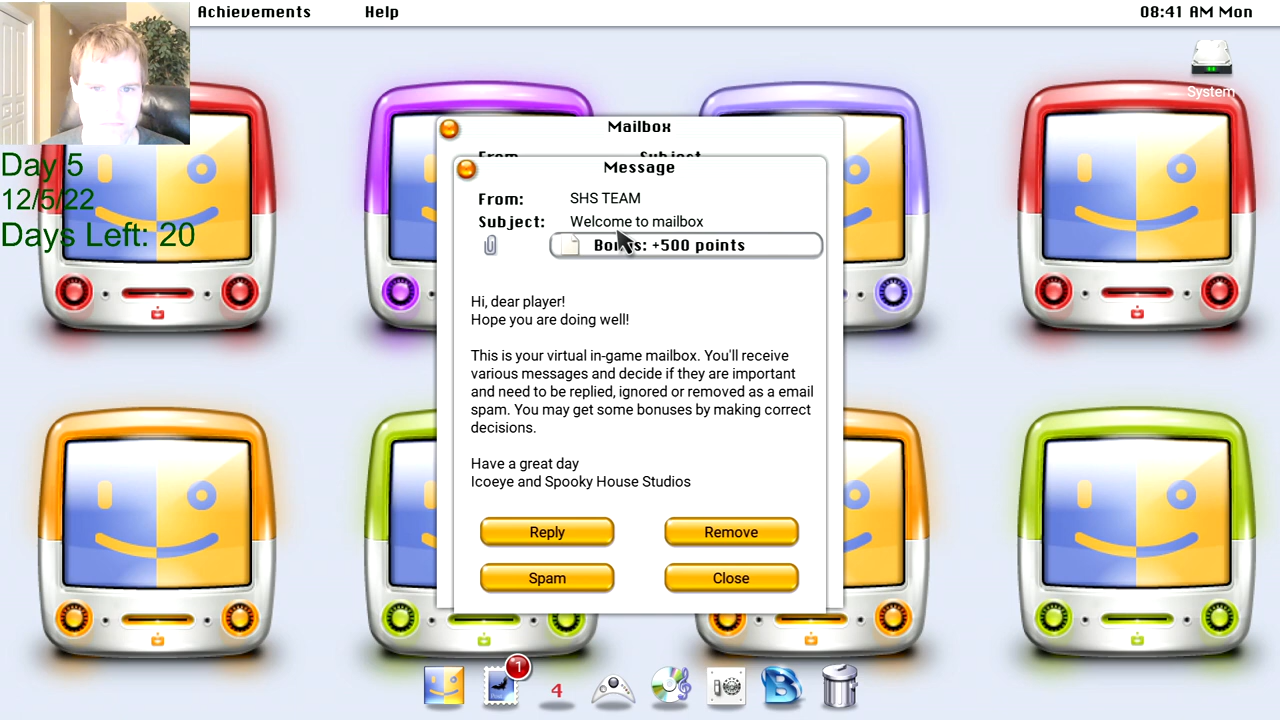 Achievements Help 08:41 AM Mon
System
Day 5
12/5/22
Days Left: 20
Mailbox
From Subject
Message
From: SHS TEAM
Subject: Welcome to mailbox
Bonus: +500 points
Hi, dear player!
Hope you are doing well!
This is your virtual in-game mailbox. You'll receive
various messages and decide if they are important
and need to be replied, ignored or removed as a email
spam. You may get some bonuses by making correct
decisions.
Have a great day
Icoeye and Spooky House Studios
Reply Remove
Spam Close
1
4
B